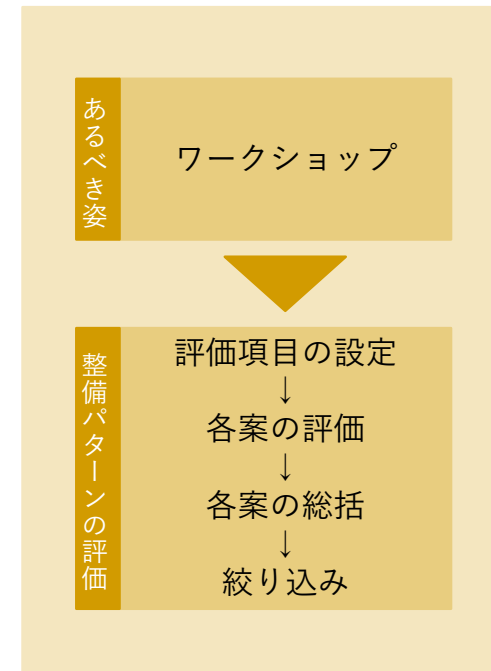 あるべき姿
ワークショップ
整備パターンの評価
評価項目の設定
↓
各案の評価
↓
各案の総括
↓
絞り込み